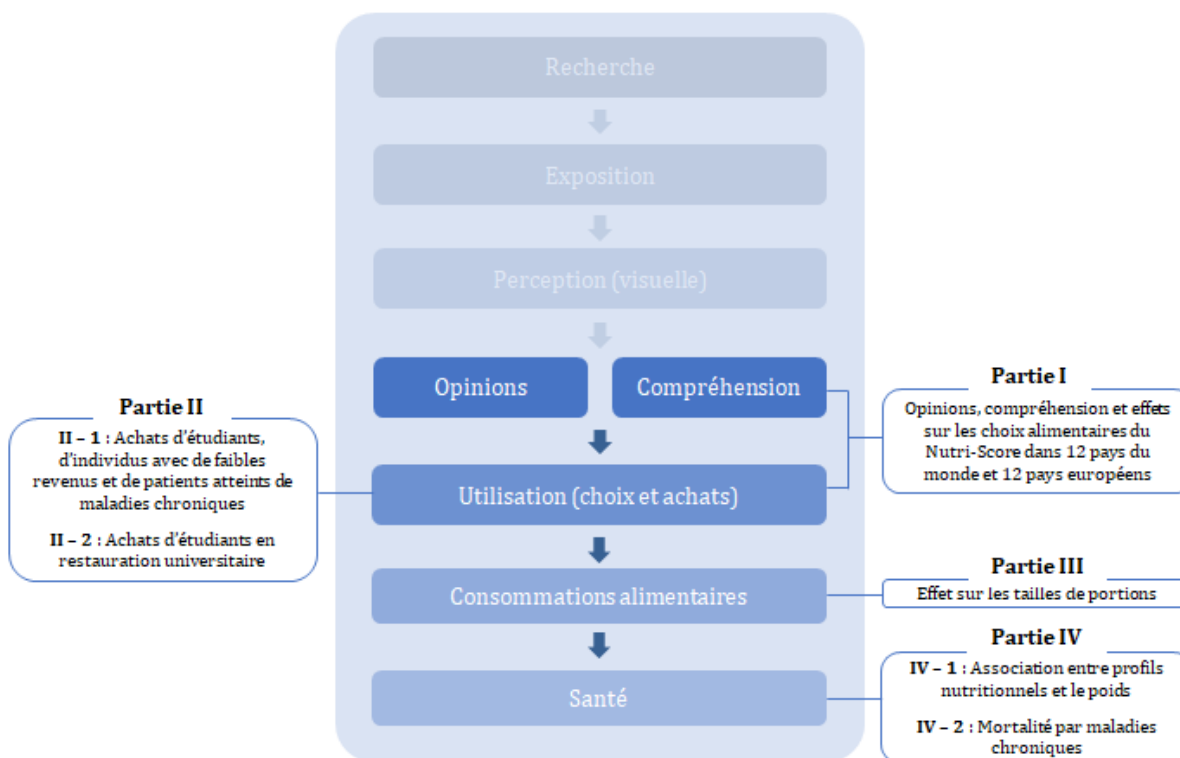 Recherche
Exposition
Perception (visuelle)
Opinions
Compréhension
Utilisation (choix et achats)
Consommations alimentaires
Santé
Partie II
II – 1 : Achats d'étudiants,
d'individus avec de faibles
revenus et de patients atteints de
maladies chroniques
II – 2 : Achats d'étudiants en
restauration universitaire
Partie I
Opinions, compréhension et effets
sur les choix alimentaires du
Nutri-Score dans 12 pays du
monde et 12 pays européens
Partie III
Effet sur les tailles de portions
Partie IV
IV – 1 : Association entre profils
nutritionnels et le poids
IV – 2 : Mortalité par maladies
chroniques